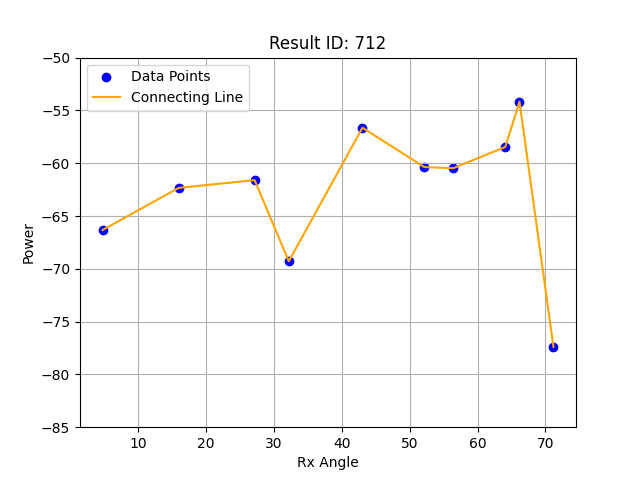 Result ID: 712
Data Points
Connecting Line
Power
−50
−55
−60
−65
−70
−75
−80
−85
10 20 30 40 50 60 70
Rx Angle